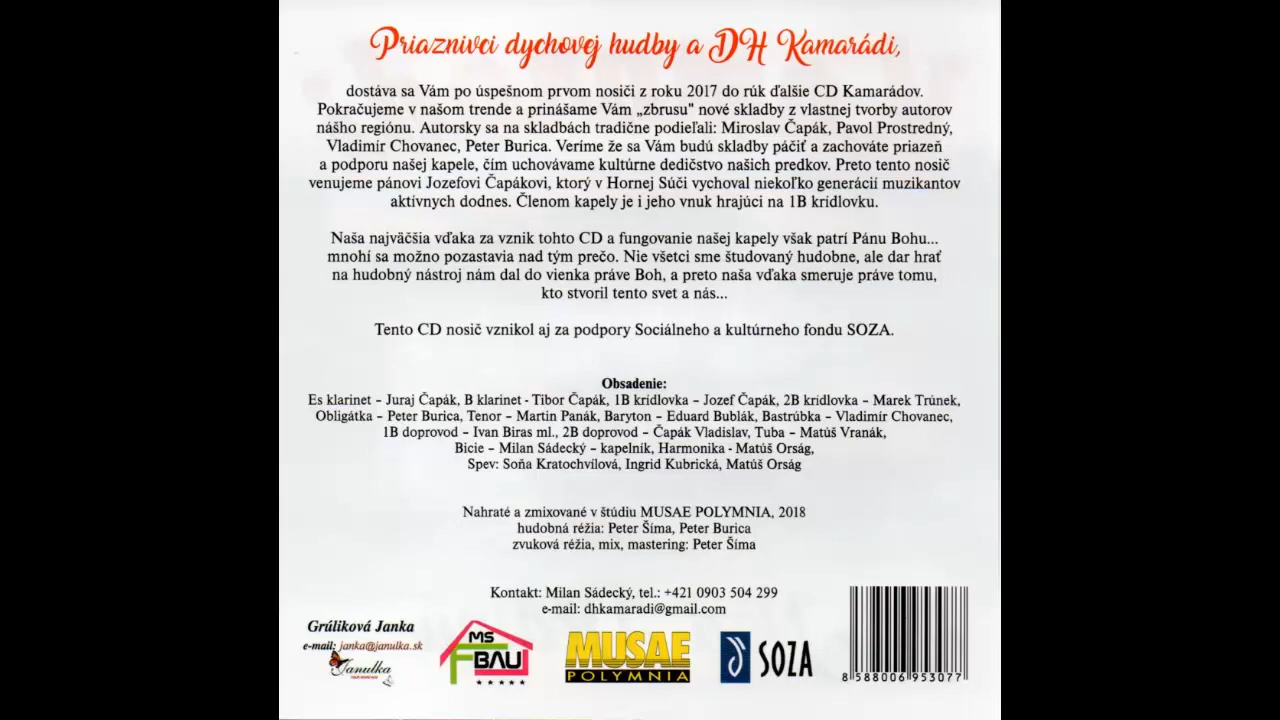 Priaznivci dychovej hudby a DH Kamarádi,
dostáva sa Vám po úspešnom prvom nosiči z roku 2017 do rúk ďalšie CD Kamarádov.
Pokračujeme v našom trende a prinášame Vám „zbrusu" nové skladby z vlastnej tvorby autorov
nášho regiónu. Autorsky sa na skladbách tradične podieľali: Miroslav Čapák, Pavol Prostredný,
Vladimír Chovanec, Peter Burica. Veríme že sa Vám budú skladby páčiť a zachováte priazeň
a podporu našej kapele, čím uchovávame kultúrne dedičstvo našich predkov. Preto tento nosič
venujeme pánovi Jozefovi Čapákovi, ktorý v Hornej Súči vychoval niekoľko generácií muzikantov
aktívnych dodnes. Členom kapely je i jeho vnuk hrajúci na 1B krídlovku.
Naša najväčšia vďaka za vznik tohto CD a fungovanie našej kapely však patrí Pánu Bohu...
mnohí sa možno pozastavia nad tým prečo. Nie všetci sme študovaný hudobne, ale dar hrať
na hudobný nástroj nám dal do vienka práve Boh, a preto naša vďaka smeruje práve tomu,
kto stvoril tento svet a nás...
Tento CD nosič vznikol aj za podpory Sociálneho a kultúrneho fondu SOZA.
Obsadenie:
Es klarinet – Juraj Čapák, B klarinet - Tibor Čapák, 1B krídlovka – Jozef Čapák, 2B kridlovka – Marek Trúnek,
Obligátka – Peter Burica, Tenor – Martin Panák, Baryton – Eduard Bublák, Bastrúbka – Vladimír Chovanec,
1B doprovod – Ivan Biras ml., 2B doprovod – Čapák Vladislav, Tuba – Matúš Vranák,
Bicie – Milan Sádecký – kapelník, Harmonika - Matúš Orság,
Spev: Soňa Kratochvílová, Ingrid Kubrická, Matúš Orság
Nahraté a zmixované v štúdiu MUSAE POLYMNIA, 2018
hudobná réžia: Peter Šíma, Peter Burica
zvuková réžia, mix, mastering: Peter Šíma
Kontakt: Milan Sádecký, tel.: +421 0903 504 299
e-mail: dhkamaradi@gmail.com
Grúliková Janka
e-mail: janka@janulka.sk
Janulka
MS
FBAU
MUSAE
POLYMNIA
SOZA
8 588006 953077